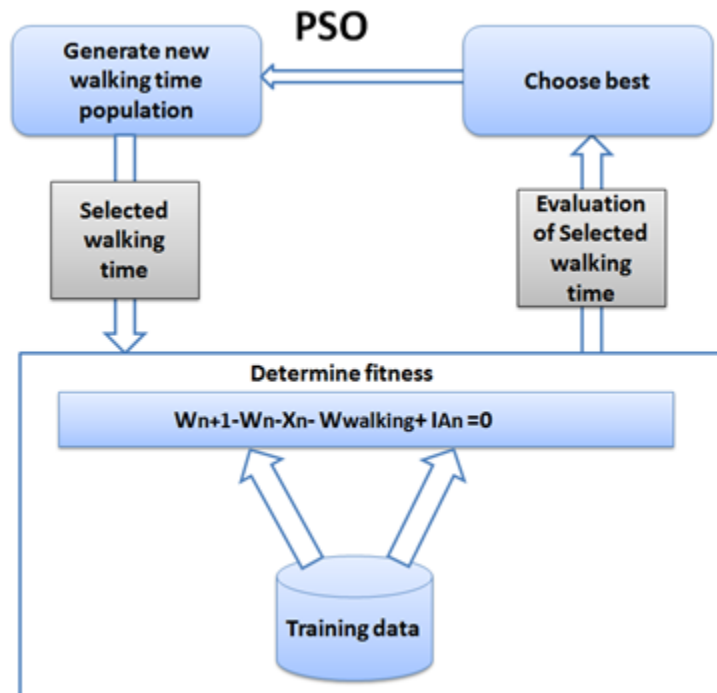 PSO
Generate new
walking time
population
Choose best
Selected
walking
time
Evaluation
of Selected
walking
time
Determine fitness
Wn+1-Wn-Xn- Wwalking+ IAn =0
Training data